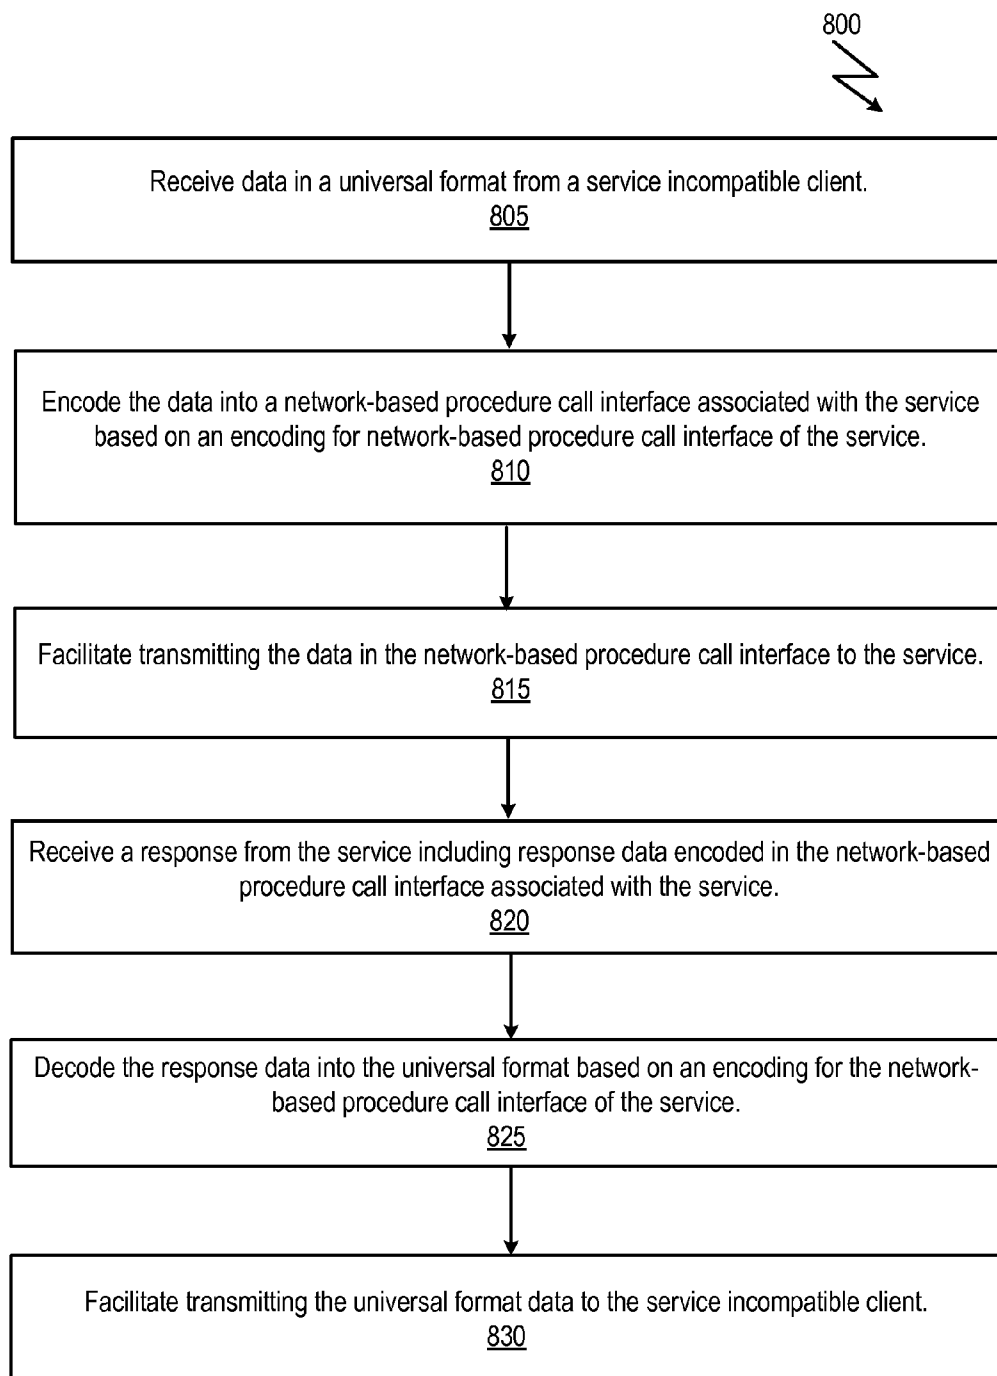 800
Receive data in a universal format from a service incompatible client.
805
Encode the data into a network-based procedure call interface associated with the service
based on an encoding for network-based procedure call interface of the service.
810
Facilitate transmitting the data in the network-based procedure call interface to the service.
815
Receive a response from the service including response data encoded in the network-based
procedure call interface associated with the service.
820
Decode the response data into the universal format based on an encoding for the network-
based procedure call interface of the service.
825
Facilitate transmitting the universal format data to the service incompatible client.
830